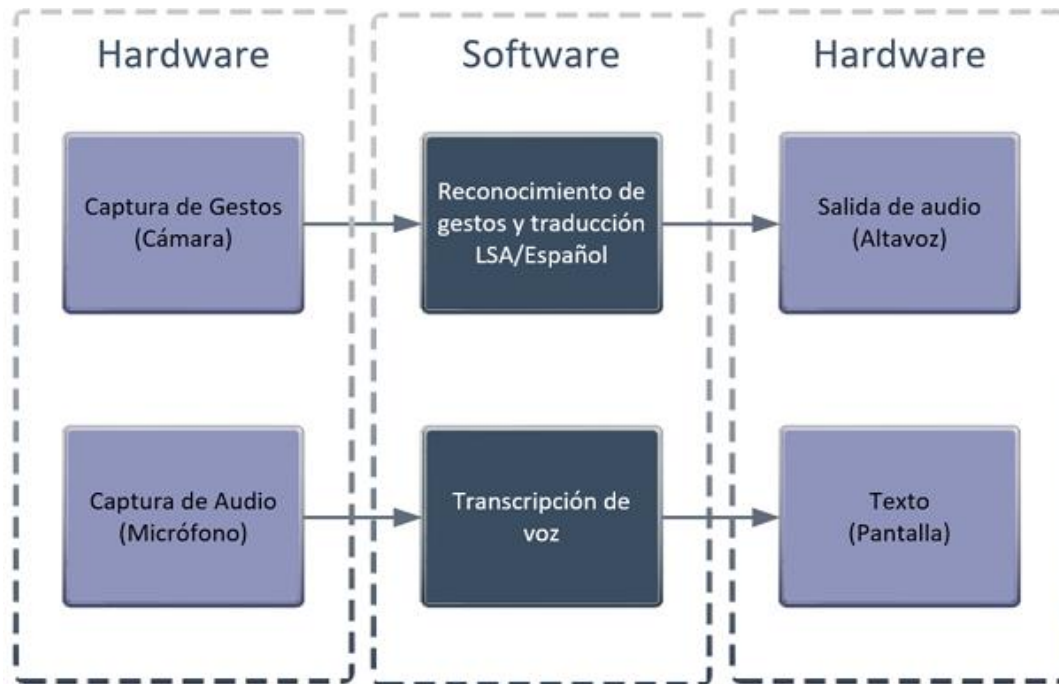 Hardware
Software
Hardware
Captura de Gestos
(Cámara)
Reconocimiento de
gestos y traducción
LSA/Español
Salida de audio
(Altavoz)
Captura de Audio
(Micrófono)
Transcripción de
voz
Texto
(Pantalla)